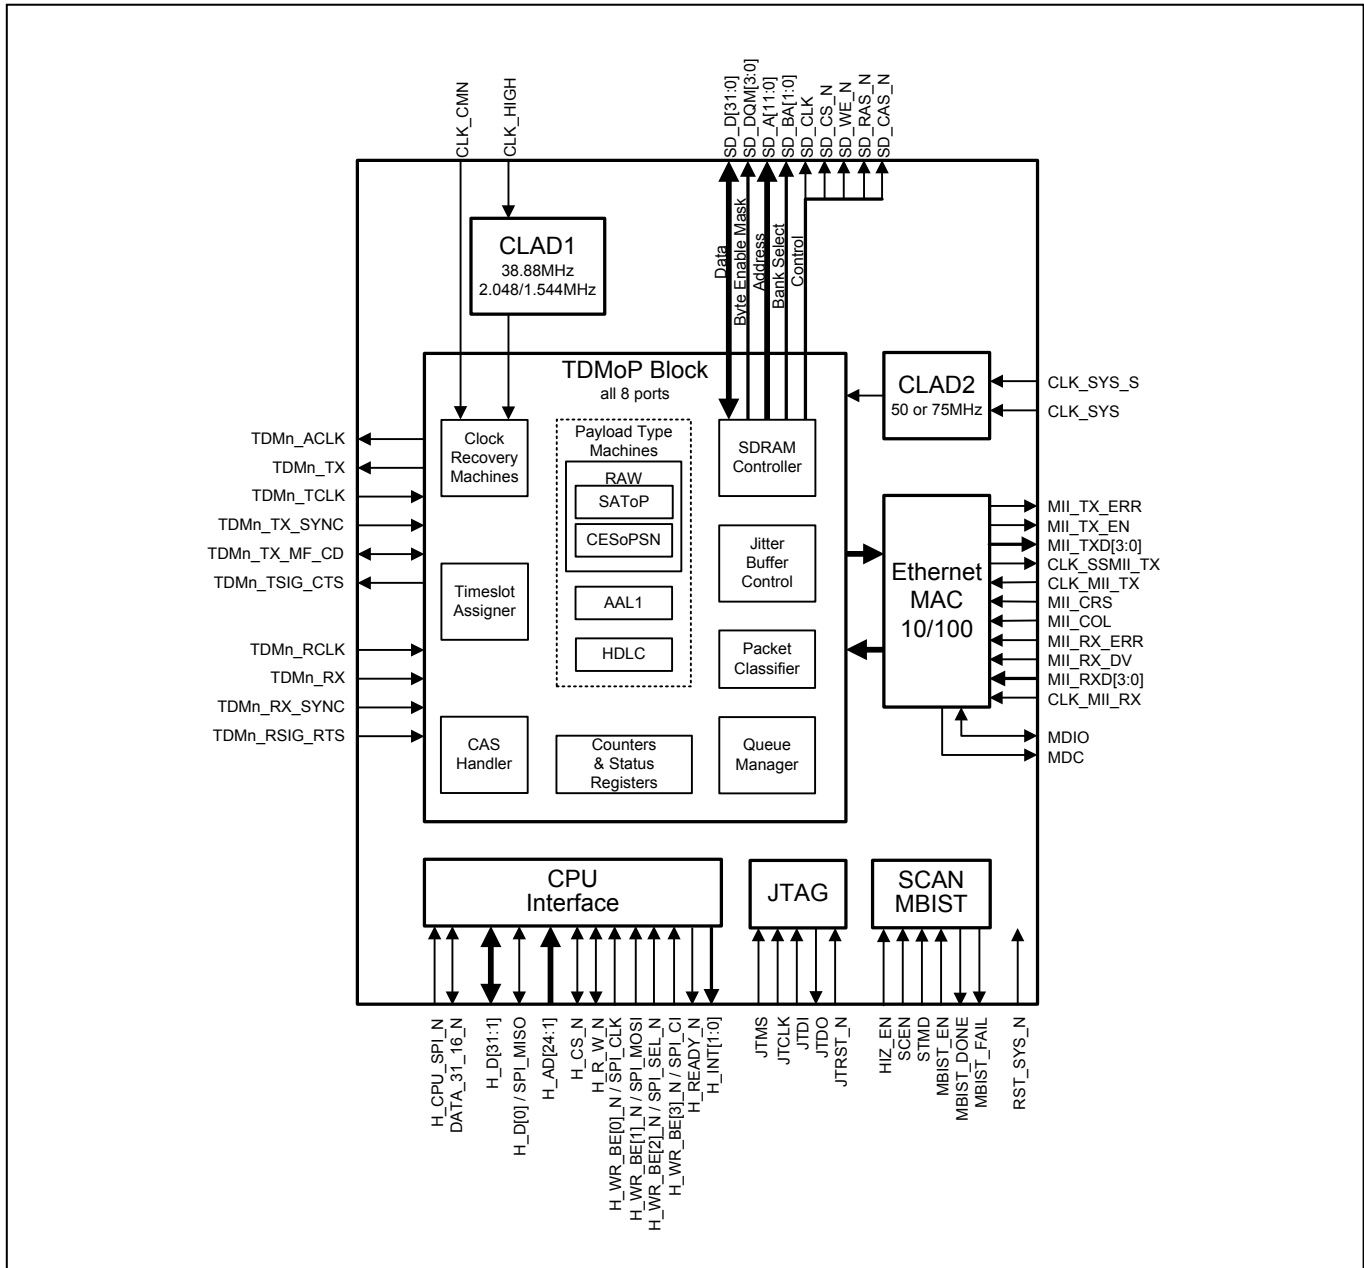 CLK_CMN
CLK_HIGH
SD_D[31:0]
SD_DQM[3:0]
SD_A[11:0]
SD_BA[1:0]
SD_CLK
SD_CS_N
SD_WE_N
SD_RAS_N
SD_CAS_N
CLAD1
38.88MHz
2.048/1.544MHz
Data
Byte Enable Mask
Address
Bank Select
Control
TDMoP Block
all 8 ports
CLAD2
50 or 75MHz
CLK_SYS_S
CLK_SYS
Clock
Recovery
Machines
Payload Type
Machines
RAW
SAToP
CESoPSN
AAL1
HDLC
SDRAM
Controller
Jitter
Buffer
Control
Timeslot
Assigner
Packet
Classifier
CAS
Handler
Counters
& Status
Registers
Queue
Manager
TDMn_ACLK
TDMn_TX
TDMn_TCLK
TDMn_TX_SYNC
TDMn_TX_MF_CD
TDMn_TSIG_CTS
TDMn_RCLK
TDMn_RX
TDMn_RX_SYNC
TDMn_RSIG_RTS
Ethernet
MAC
10/100
MII_TX_ERR
MII_TX_EN
MII_TXD[3:0]
CLK_SSMII_TX
CLK_MII_TX
MII_CRS
MII_COL
MII_RX_ERR
MII_RX_DV
MII_RXD[3:0]
CLK_MII_RX
MDIO
MDC
CPU
Interface
JTAG
SCAN
MBIST
H_CPU_SPI_N
DATA_31_16_N
H_D[31:1]
H_D[0] / SPI_MISO
H_AD[24:1]
H_CS_N
H_R_W_N
H_WR_BE[0]_N / SPI_CLK
H_WR_BE[1]_N / SPI_MOSI
H_WR_BE[2]_N / SPI_SEL_N
H_WR_BE[3]_N / SPI_CI
H_READY_N
H_INT[1:0]
JTMS
JTCLK
JTDI
JTDO
JTRST_N
HIZ_EN
SCEN
STMD
MBIST_EN
MBIST_DONE
MBIST_FAIL
RST_SYS_N